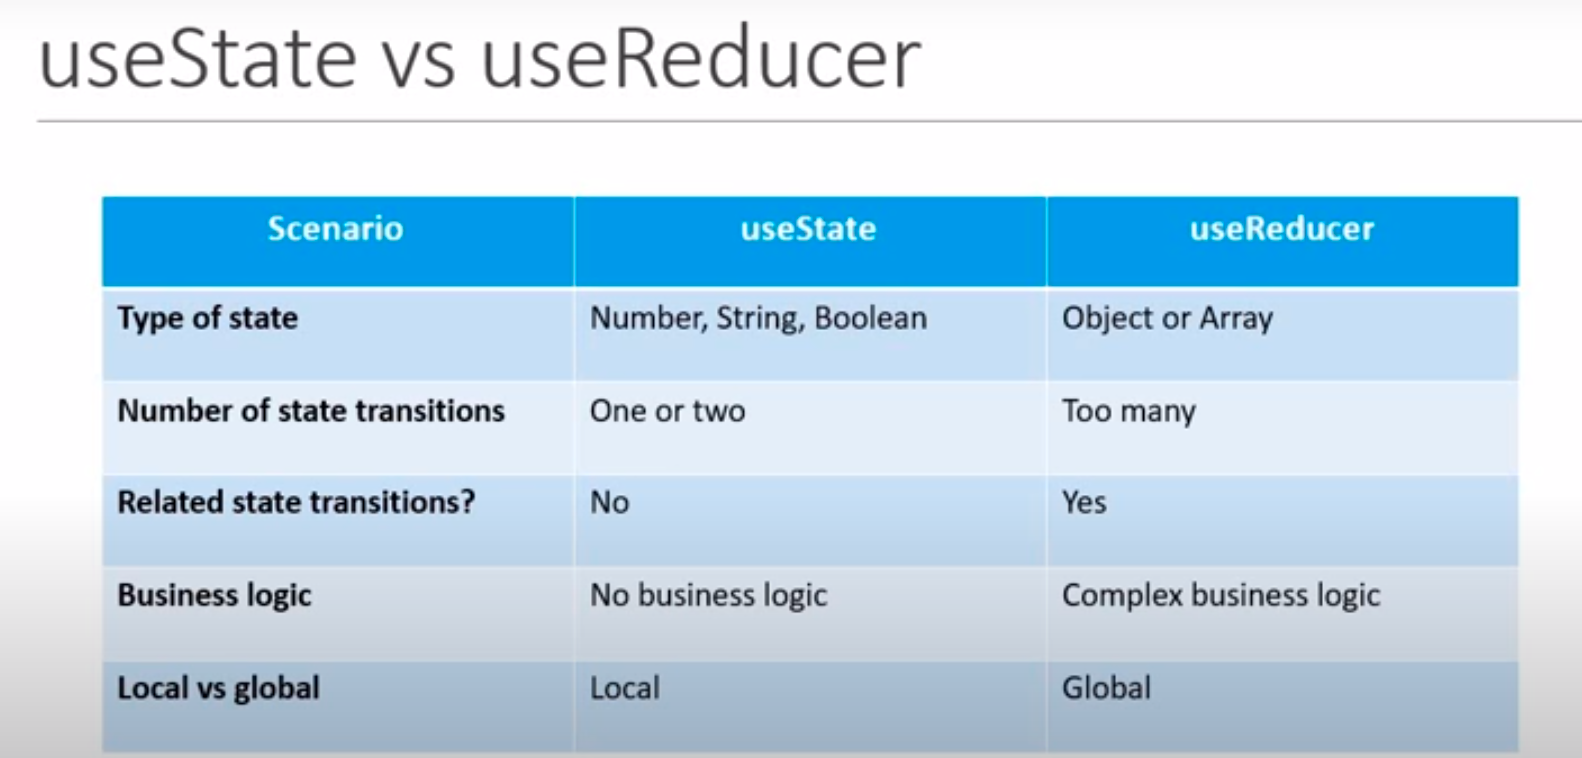 useState vs useReducer
Scenario useState useReducer
Type of state Number, String, Boolean Object or Array
Number of state transitions One or two Too many
Related state transitions? No Yes
Business logic No business logic Complex business logic
Local vs global Local Global